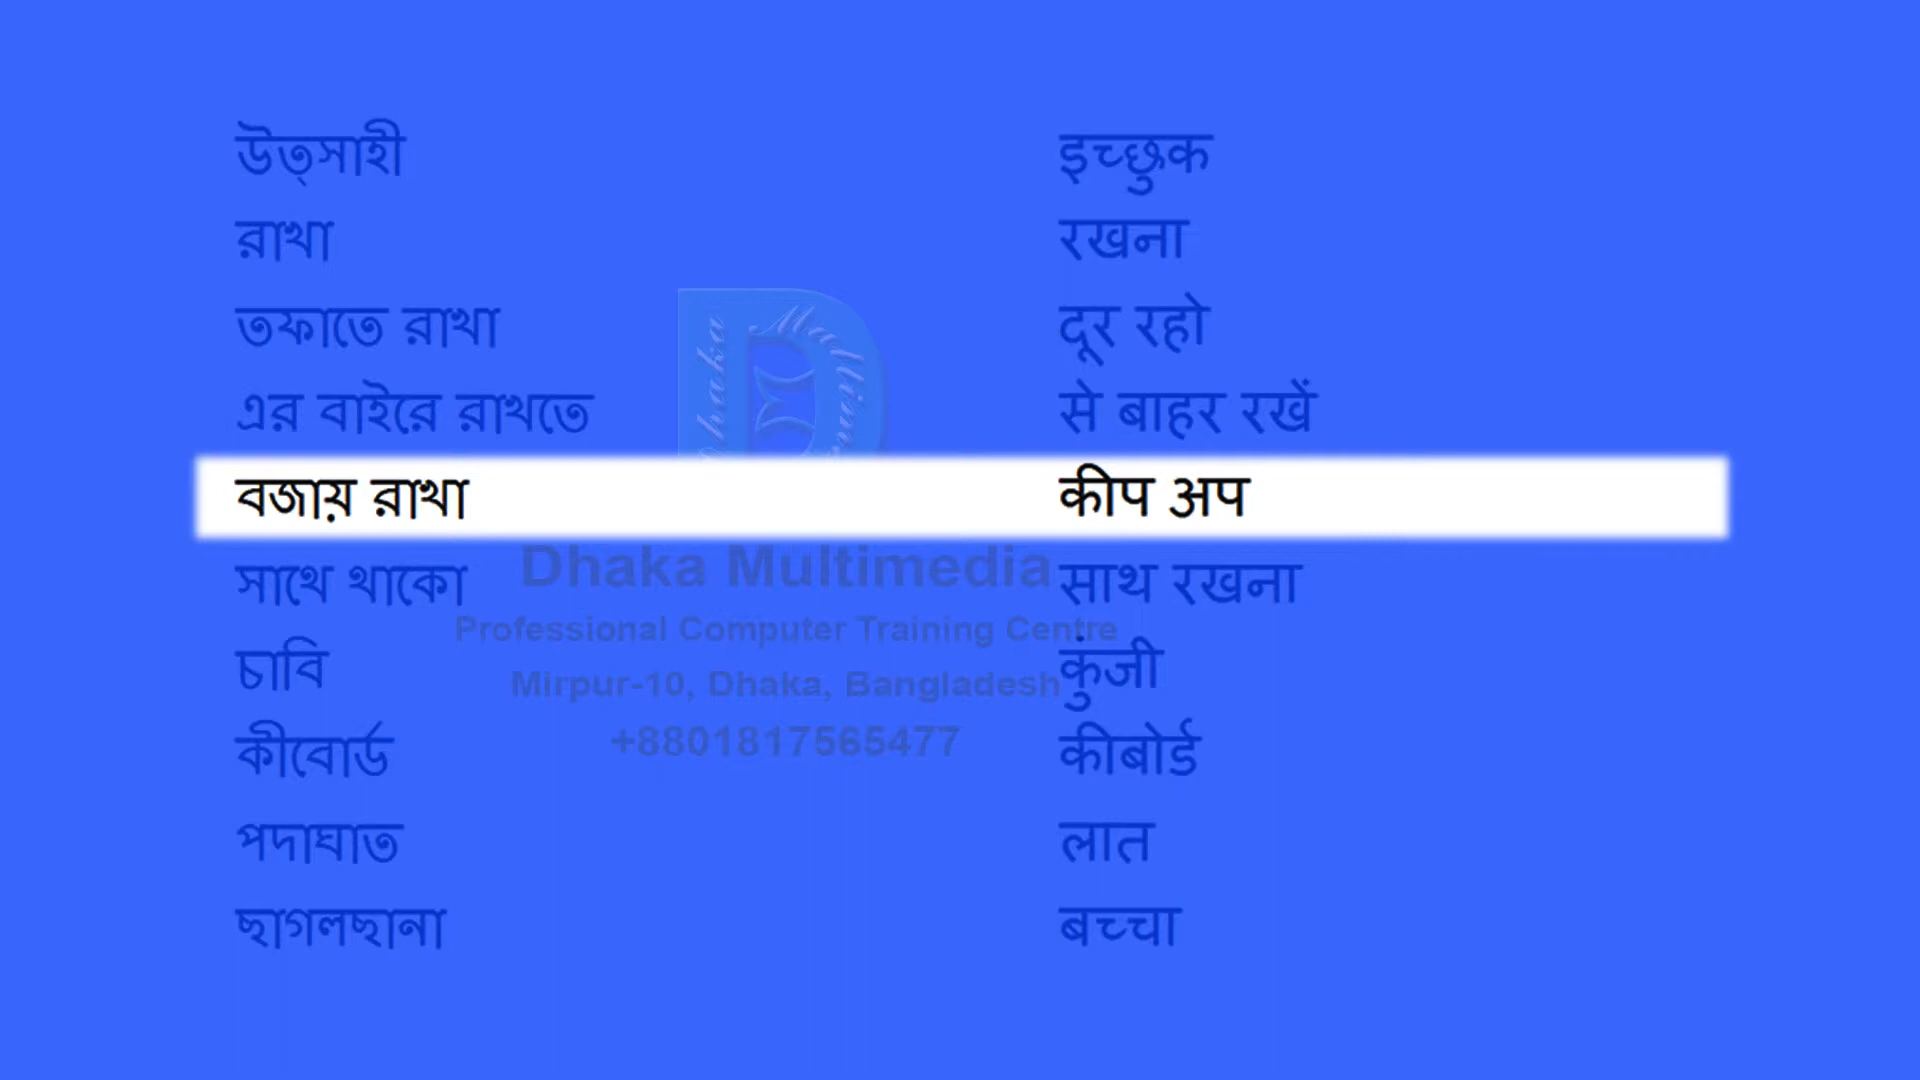 উত্সাহী इच्छुक
রাখা रखना
তফাতে রাখা दूर रहो
এর বাইরে রাখতে से बाहर रखें
বজায় রাখা कीप अप
সাথে থাকো साथ रखना
চাবি कुंजी
কীবোর্ড कीबोर्ड
পদাঘাত लात
ছাগলছানা बच्चा
Dhaka Multimedia
Professional Computer Training Centre
Mirpur-10, Dhaka, Bangladesh
+8801817565477